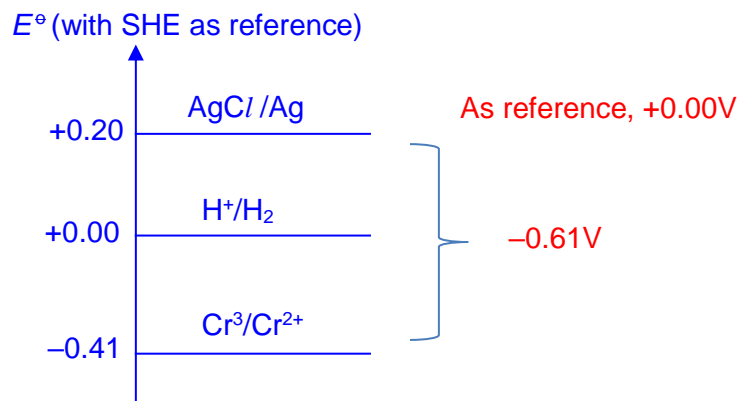 E⦵ (with SHE as reference)
AgCl /Ag
As reference, +0.00V
+0.20
H⁺/H₂
+0.00
–0.61V
Cr³/Cr²⁺
–0.41